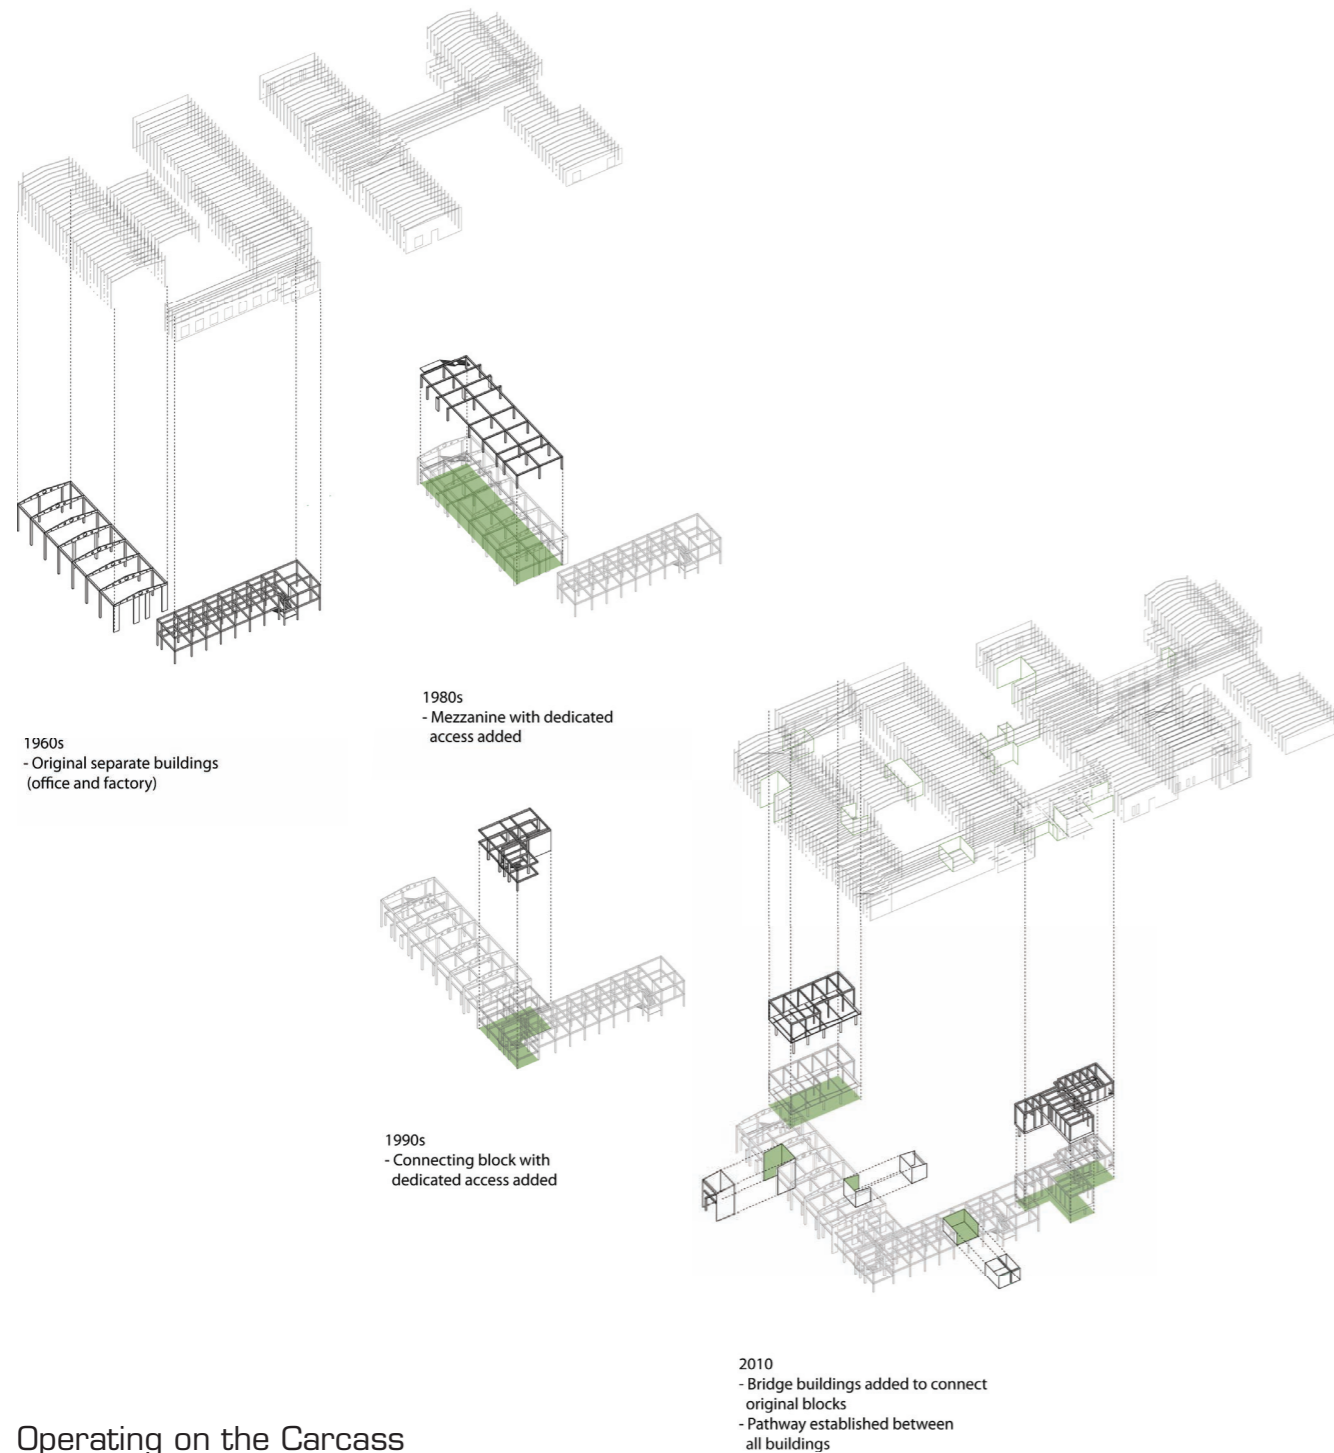 1960s
- Original separate buildings
(office and factory)
1980s
- Mezzanine with dedicated
access added
1990s
- Connecting block with
dedicated access added
2010
- Bridge buildings added to connect
original blocks
- Pathway established between
all buildings
Operating on the Carcass